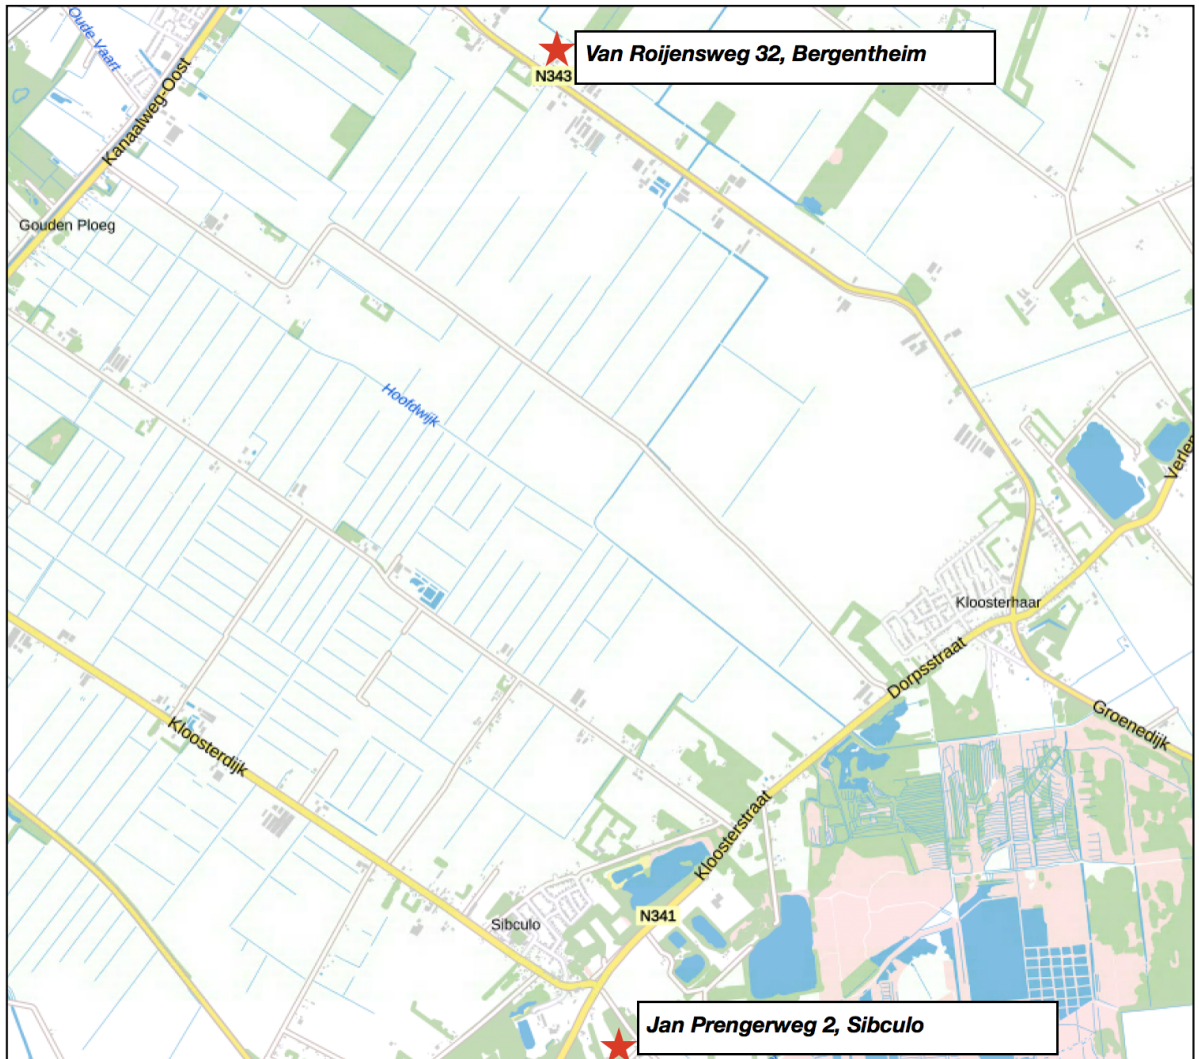 Oude Vaart
Kanaalweg-Oost
N343
Van Roijensweg 32, Bergentheim
Gouden Ploeg
Hoofdwijk
Verlen
Kloosterhaar
Dorpsstraat
Groenedijk
Kloosterdijk
Kloosterstraat
N341
Sibculo
Jan Prengerweg 2, Sibculo